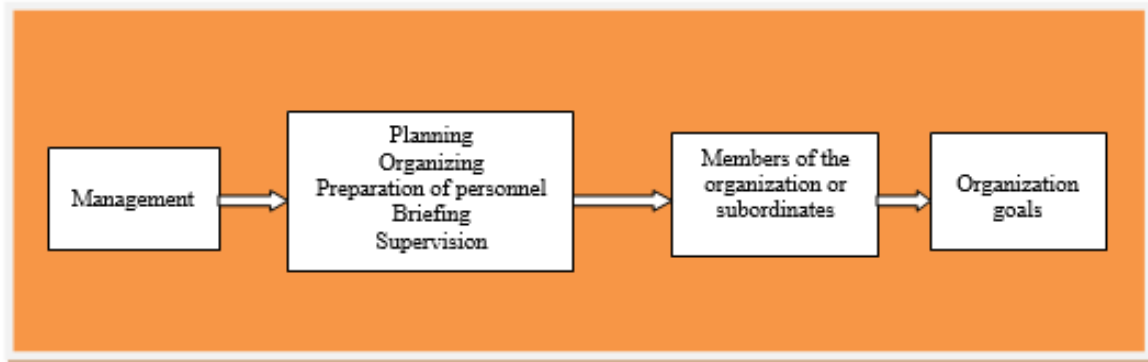 Management
Planning
Organizing
Preparation of personnel
Briefing
Supervision
Members of the
organization or
subordinates
Organization
goals